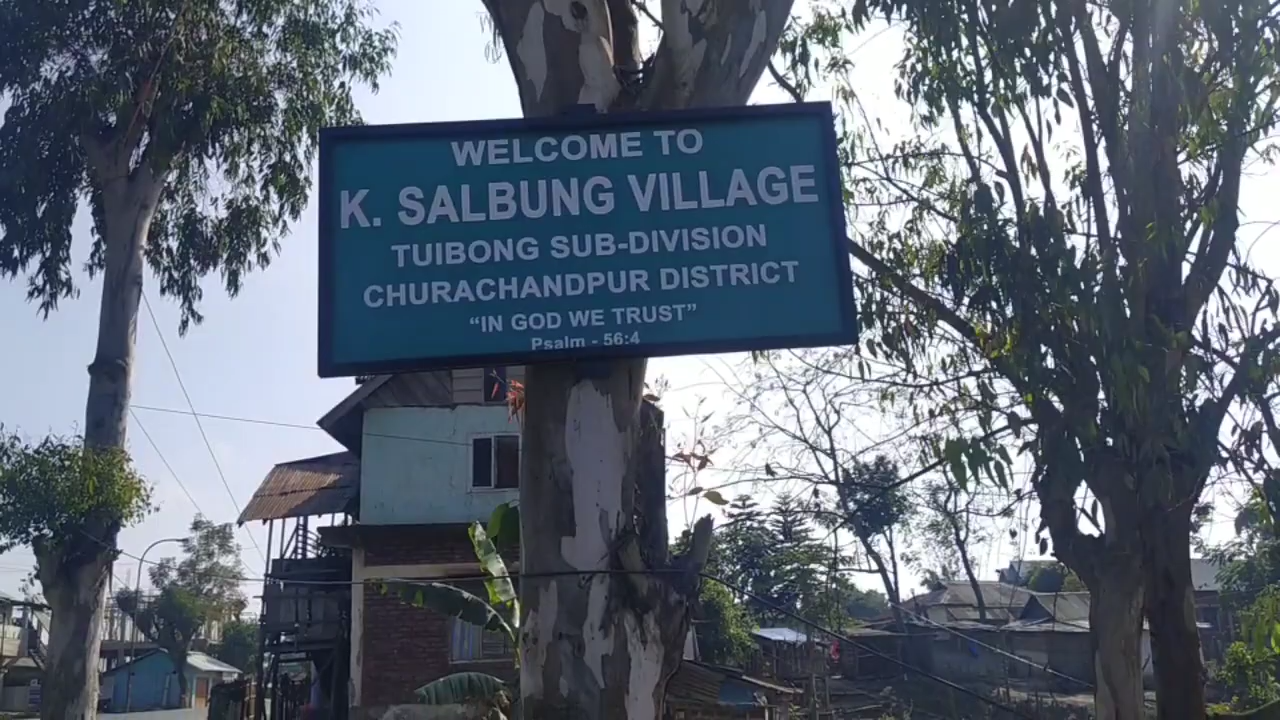 WELCOME TO
K. SALBUNG VILLAGE
TUIBONG SUB-DIVISION
CHURACHANDPUR DISTRICT
“IN GOD WE TRUST”
Psalm - 56:4